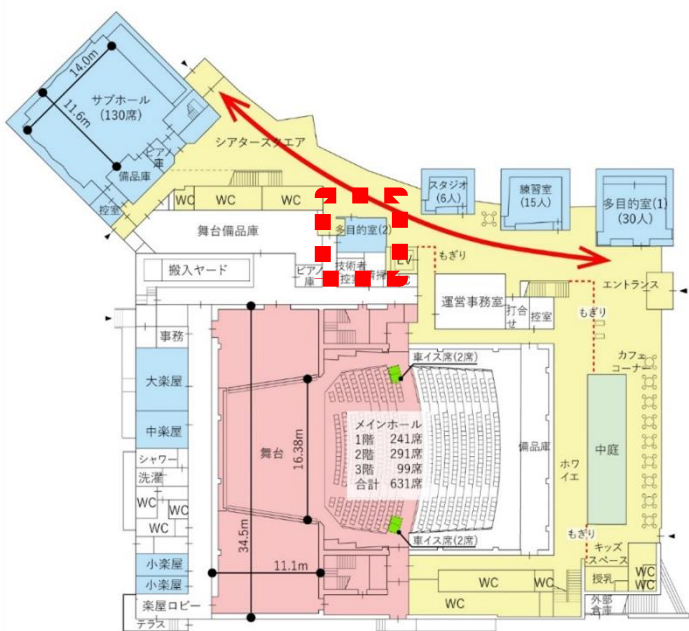 14.0m
11.6m
サブホール
(130席)
ピアノ
庫
備品庫
控室
シアタースクエア
WC
WC
WC
舞台備品庫
多目的室(2)
スタジオ
(6人)
練習室
(15人)
多目的室(1)
(30人)
搬入ヤード
ピアノ
庫
技術者
控室
EV
もぎり
エントランス
運営事務室
打合
せ
控室
もぎり
事務
大楽屋
中楽屋
シャワー
洗濯
WC
WC
WC
小楽屋
小楽屋
楽屋ロビー
テラス
舞台
16.38m
34.5m
11.1m
車イス席(2席)
メインホール
1階 241席
2階 291席
3階 99席
合計 631席
車イス席(2席)
備品庫
カフェ
コーナー
中庭
ホワ
イエ
もぎり
キッズ
スペース
授乳
WC
WC
外部
倉庫
WC
WC
WC